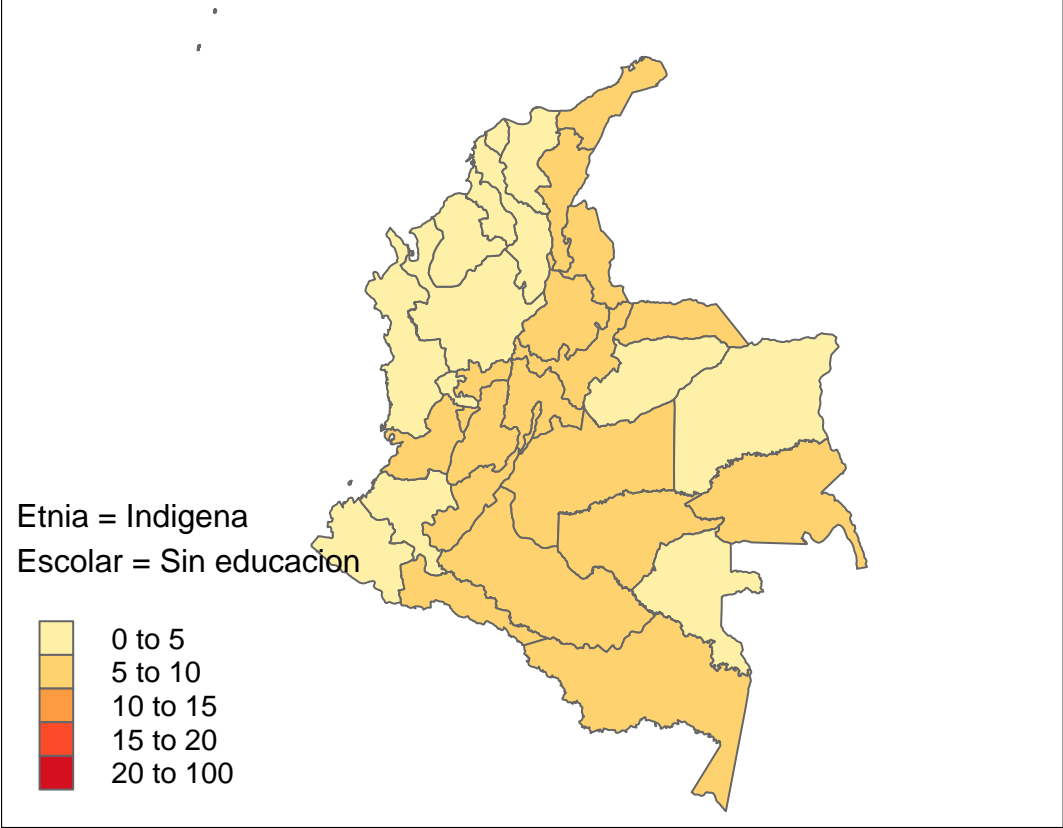 Etnia = Indigena
Escolar = Sin educacion
0 to 5
5 to 10
10 to 15
15 to 20
20 to 100